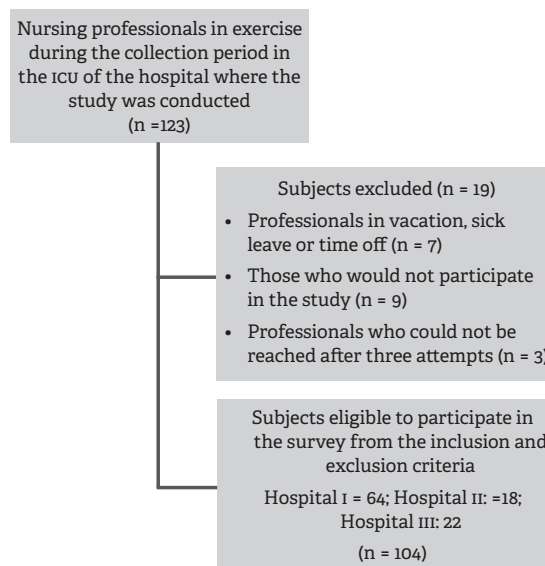 Nursing professionals in exercise
during the collection period in
the ICU of the hospital where the
study was conducted
(n =123)
Subjects excluded (n = 19)
• Professionals in vacation, sick
leave or time off (n = 7)
• Those who would not participate
in the study (n = 9)
• Professionals who could not be
reached after three attempts (n = 3)
Subjects eligible to participate in
the survey from the inclusion and
exclusion criteria
Hospital I = 64; Hospital II: =18;
Hospital III: 22
(n = 104)